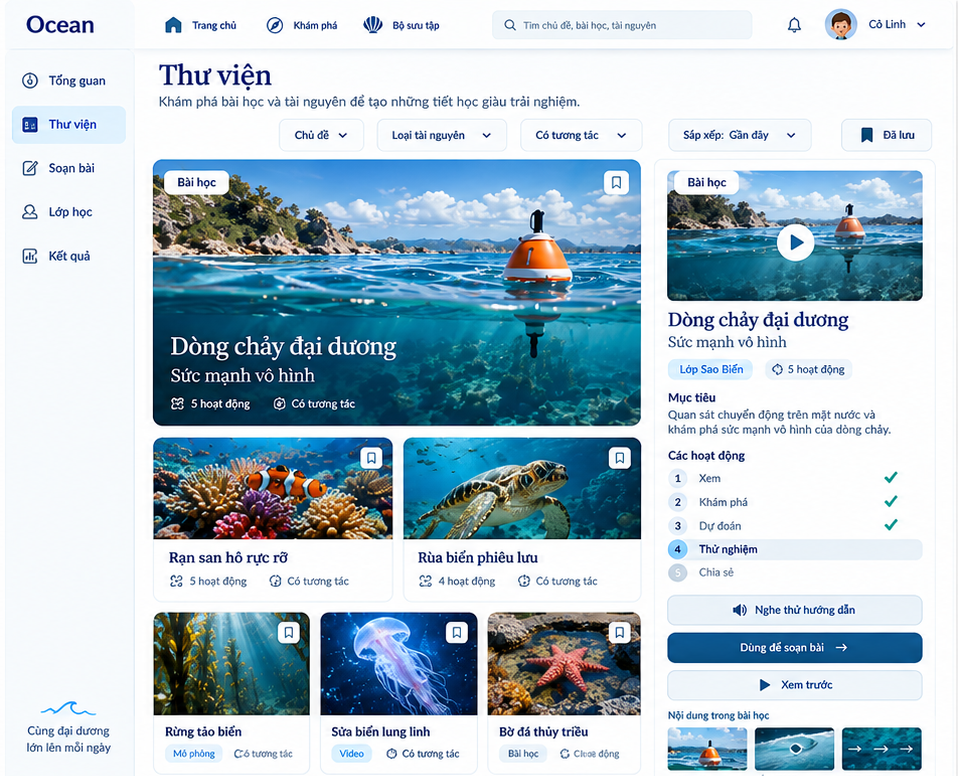 Ocean
Trang chủ
Khám phá
Bộ sưu tập
Tìm chủ đề, bài học, tài nguyên
Cô Linh
Tổng quan
Thư viện
Soạn bài
Lớp học
Kết quả
Cùng đại dương
lớn lên mỗi ngày
Thư viện
Khám phá bài học và tài nguyên để tạo những tiết học giàu trải nghiệm.
Chủ đề
Loại tài nguyên
Có tương tác
Sắp xếp: Gần đây
Đã lưu
Bài học
Dòng chảy đại dương
Sức mạnh vô hình
5 hoạt động
Có tương tác
Rạn san hô rực rỡ
5 hoạt động
Có tương tác
Rùa biển phiêu lưu
4 hoạt động
Có tương tác
Rừng tảo biển
Mô phỏng
Có tương tác
Sứa biển lung linh
Video
Có tương tác
Bờ đá thủy triều
Bài học
động
Bài học
Dòng chảy đại dương
Sức mạnh vô hình
Lớp Sao Biển
5 hoạt động
Mục tiêu
Quan sát chuyển động trên mặt nước và
khám phá sức mạnh vô hình của dòng chảy.
Các hoạt động
1 Xem
2 Khám phá
3 Dự đoán
4 Thử nghiệm
5 Chia sẻ
Nghe thử hướng dẫn
Dùng để soạn bài
Xem trước
Nội dung trong bài học